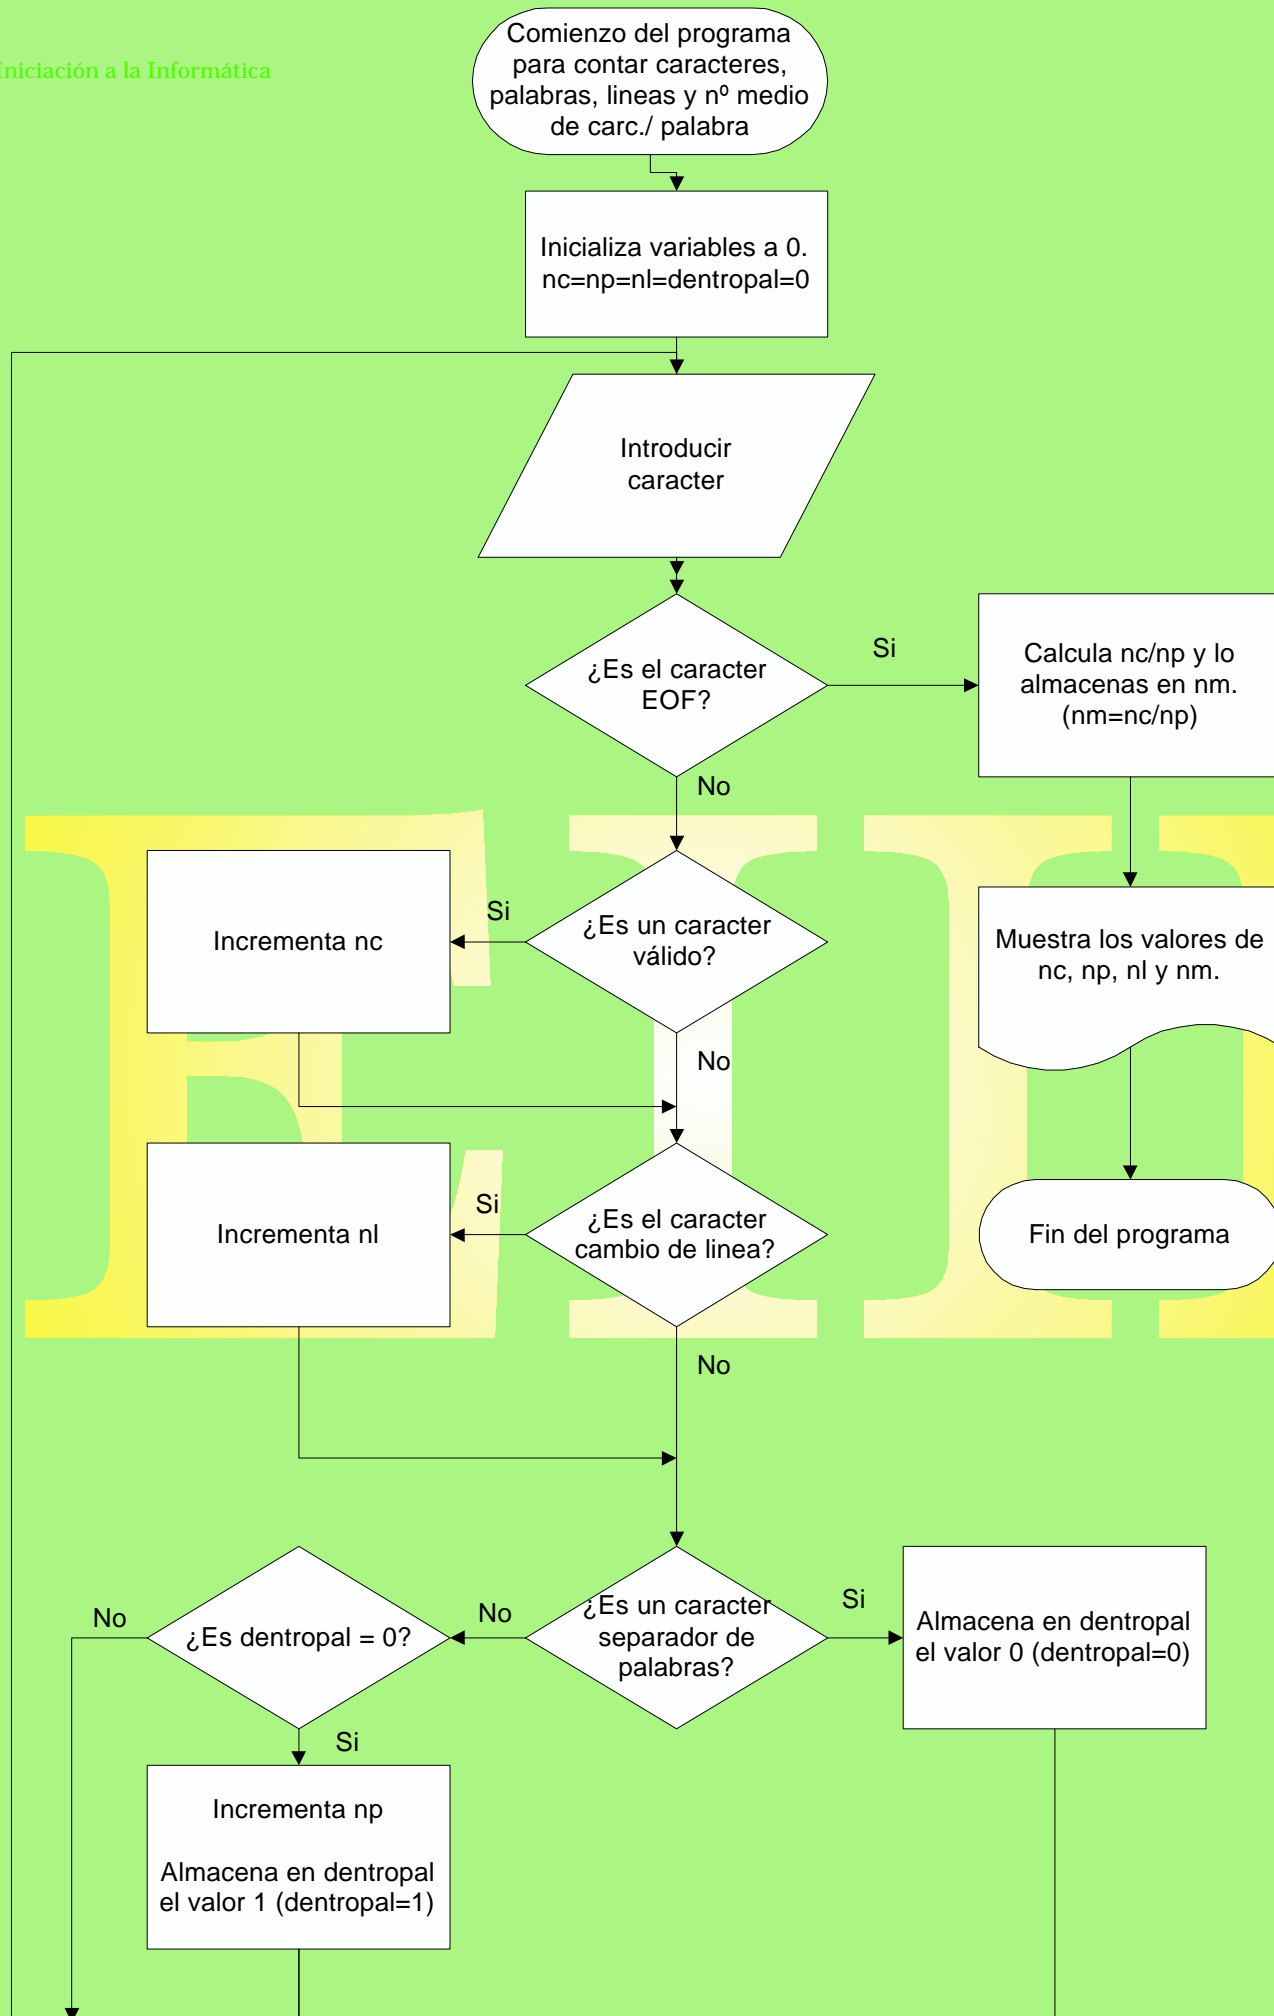 Iniciación a la Informática
Comienzo del programa
para contar caracteres,
palabras, lineas y nº medio
de carc./ palabra
Inicializa variables a 0.
nc=np=nl=dentropal=0
Introducir
caracter
¿Es el caracter
EOF?
Si
Calcula nc/np y lo
almacenas en nm.
(nm=nc/np)
No
¿Es un caracter
válido?
Si
Incrementa nc
Muestra los valores de
nc, np, nl y nm.
No
¿Es el caracter
cambio de linea?
Si
Incrementa nl
Fin del programa
No
¿Es un caracter
separador de
palabras?
Si
Almacena en dentropal
el valor 0 (dentropal=0)
No
¿Es dentropal = 0?
No
Si
Incrementa np
Almacena en dentropal
el valor 1 (dentropal=1)